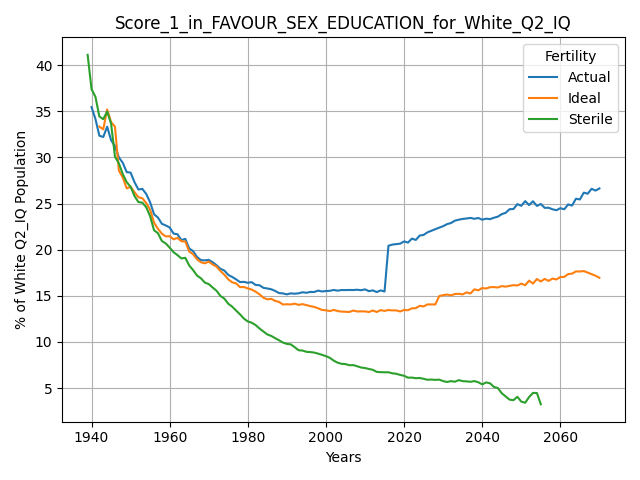 Score_1_in_FAVOUR_SEX_EDUCATION_for_White_Q2_IQ
% of White Q2_IQ Population
40
35
30
25
20
15
10
5
Fertility
Actual
Ideal
Sterile
1940 1960 1980 2000 2020 2040 2060
Years